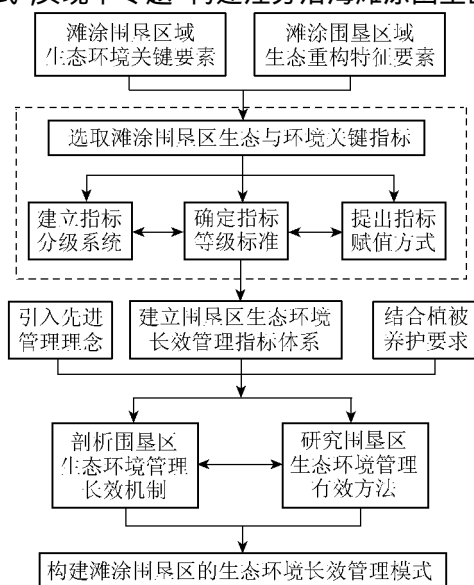 滩涂围垦区域
生态环境关键要素
滩涂围垦区域
生态重构特征要素
选取滩涂围垦区生态与环境关键指标
建立指标
分级系统
确定指标
等级标准
提出指标
赋值方式
引入先进
管理理念
建立围垦区生态环境
长效管理指标体系
结合植被
养护要求
剖析围垦区
生态环境管理
长效机制
研究围垦区
生态环境管理
有效方法
构建滩涂围垦区的生态环境长效管理模式